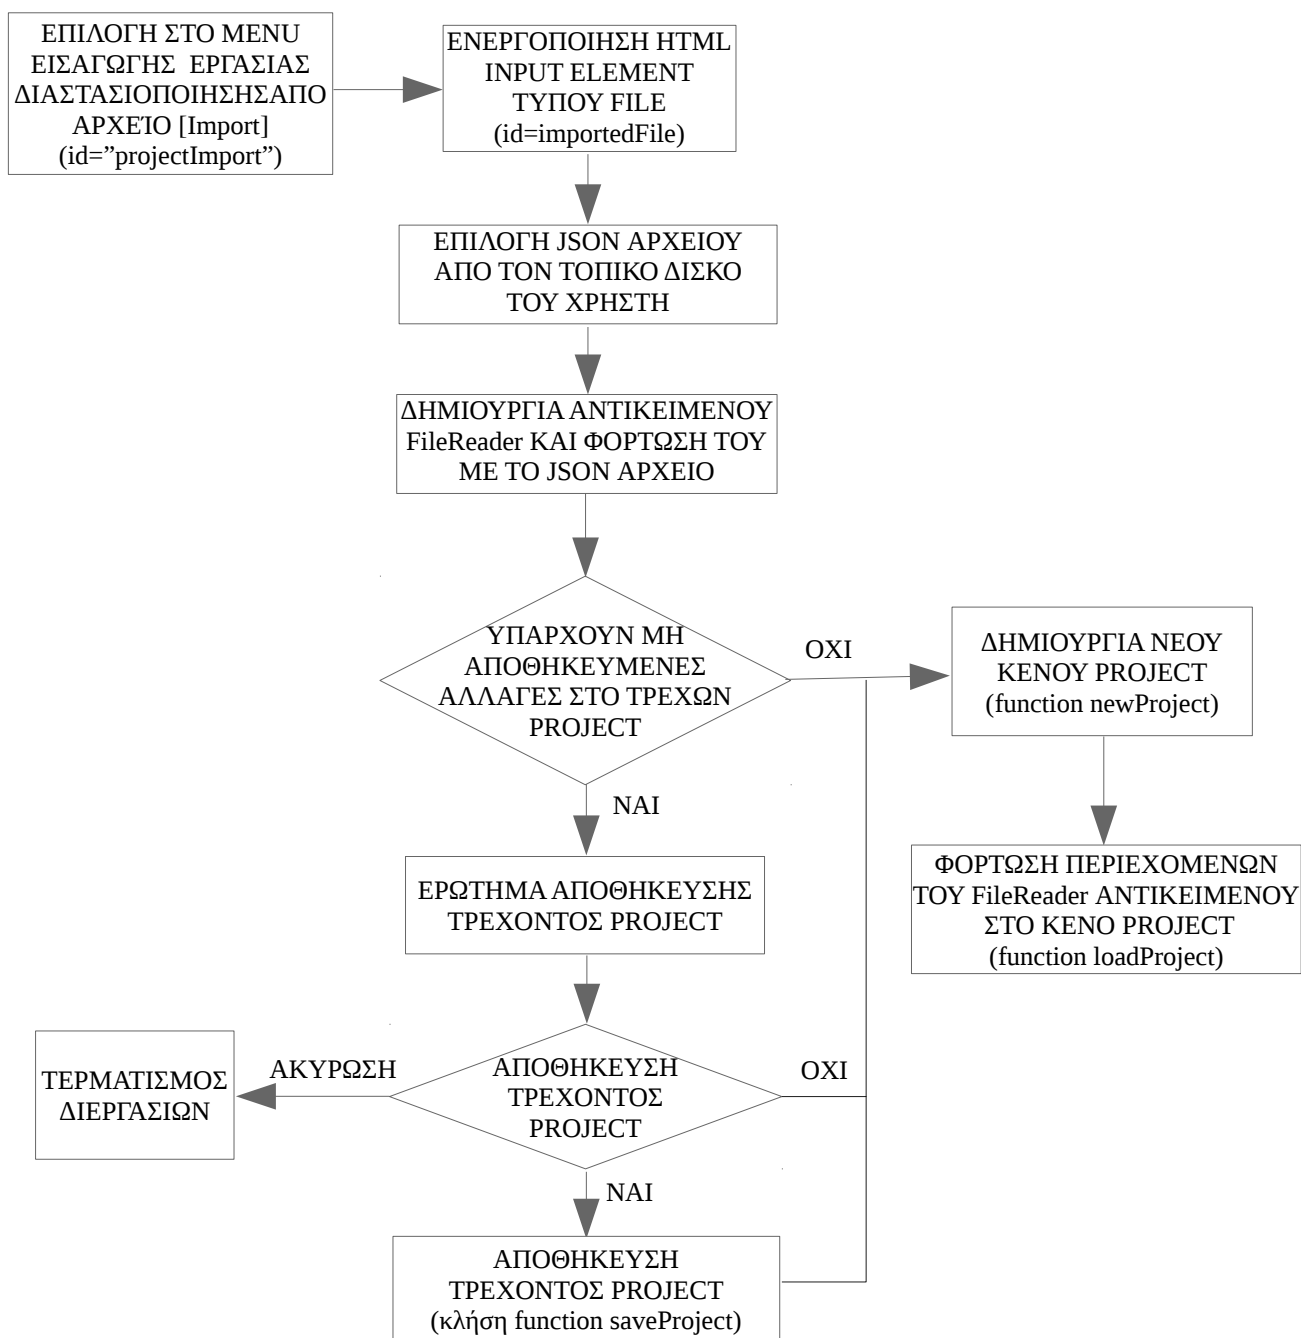 ΕΠΙΛΟΓΗ ΣΤΟ MENU
ΕΙΣΑΓΩΓΗΣ ΕΡΓΑΣΙΑΣ
ΔΙΑΣΤΑΣΙΟΠΟΙΗΣΗΣΑΠΟ
ΑΡΧΕΊΟ [Import]
(id=”projectImport”)
ΕΝΕΡΓΟΠΟΙΗΣΗ HTML
INPUT ELEMENT
ΤΥΠΟΥ FILE
(id=importedFile)
ΕΠΙΛΟΓΗ JSON ΑΡΧΕΙΟΥ
ΑΠΟ ΤΟΝ ΤΟΠΙΚΟ ΔΙΣΚΟ
ΤΟΥ ΧΡΗΣΤΗ
ΔΗΜΙΟΥΡΓΙΑ ΑΝΤΙΚΕΙΜΕΝΟΥ
FileReader ΚΑΙ ΦΟΡΤΩΣΗ ΤΟΥ
ΜΕ ΤΟ JSON ΑΡΧΕΙΟ
ΥΠΑΡΧΟΥΝ ΜΗ
ΑΠΟΘΗΚΕΥΜΕΝΕΣ
ΑΛΛΑΓΕΣ ΣΤΟ ΤΡΕΧΩΝ
PROJECT
ΟΧΙ
ΔΗΜΙΟΥΡΓΙΑ ΝΕΟΥ
ΚΕΝΟΥ PROJECT
(function newProject)
ΝΑΙ
ΕΡΩΤΗΜΑ ΑΠΟΘΗΚΕΥΣΗΣ
ΤΡΕΧΟΝΤΟΣ PROJECT
ΦΟΡΤΩΣΗ ΠΕΡΙΕΧΟΜΕΝΩΝ
ΤΟΥ FileReader ΑΝΤΙΚΕΙΜΕΝΟΥ
ΣΤΟ ΚΕΝΟ PROJECT
(function loadProject)
ΤΕΡΜΑΤΙΣΜΟΣ
ΔΙΕΡΓΑΣΙΩΝ
ΑΚΥΡΩΣΗ
ΑΠΟΘΗΚΕΥΣΗ
ΤΡΕΧΟΝΤΟΣ
PROJECT
ΟΧΙ
ΝΑΙ
ΑΠΟΘΗΚΕΥΣΗ
ΤΡΕΧΟΝΤΟΣ PROJECT
(κλήση function saveProject)